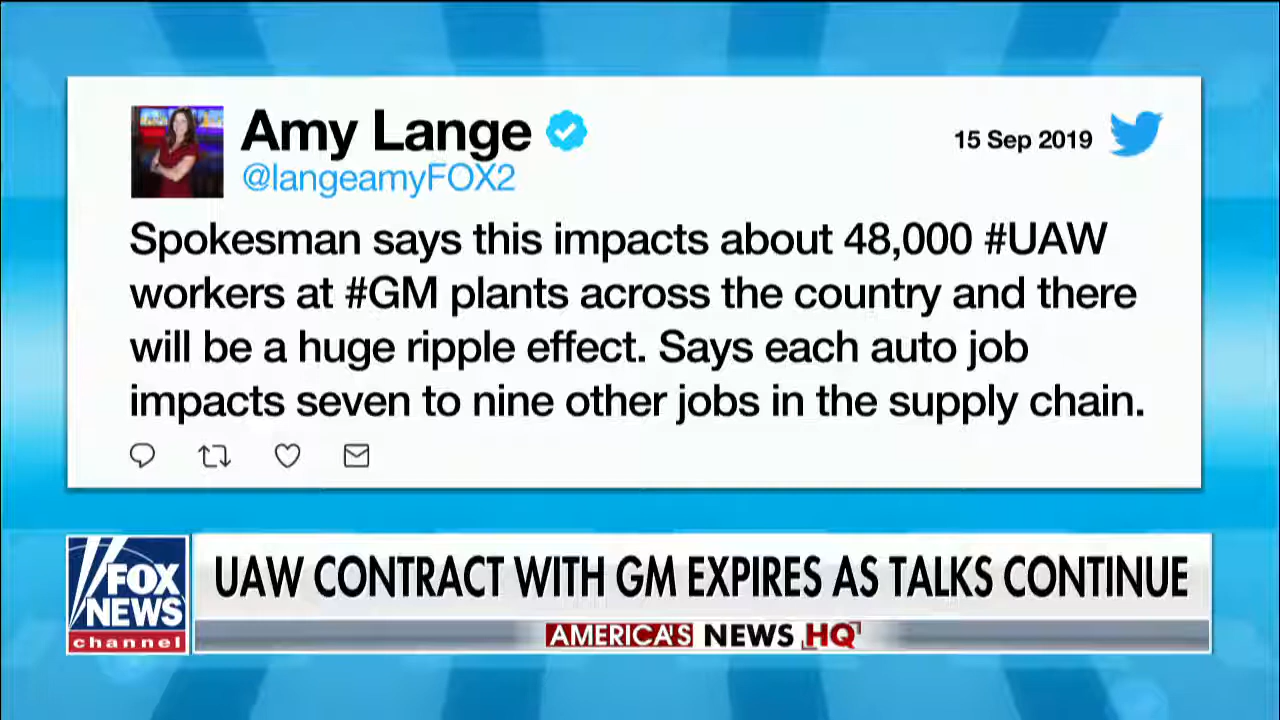 Amy Lange
@langeamyFOX2
15 Sep 2019
Spokesman says this impacts about 48,000 #UAW
workers at #GM plants across the country and there
will be a huge ripple effect. Says each auto job
impacts seven to nine other jobs in the supply chain.
FOX
NEWS
channel
UAW CONTRACT WITH GM EXPIRES AS TALKS CONTINUE
AMERICA'S NEWS HQ